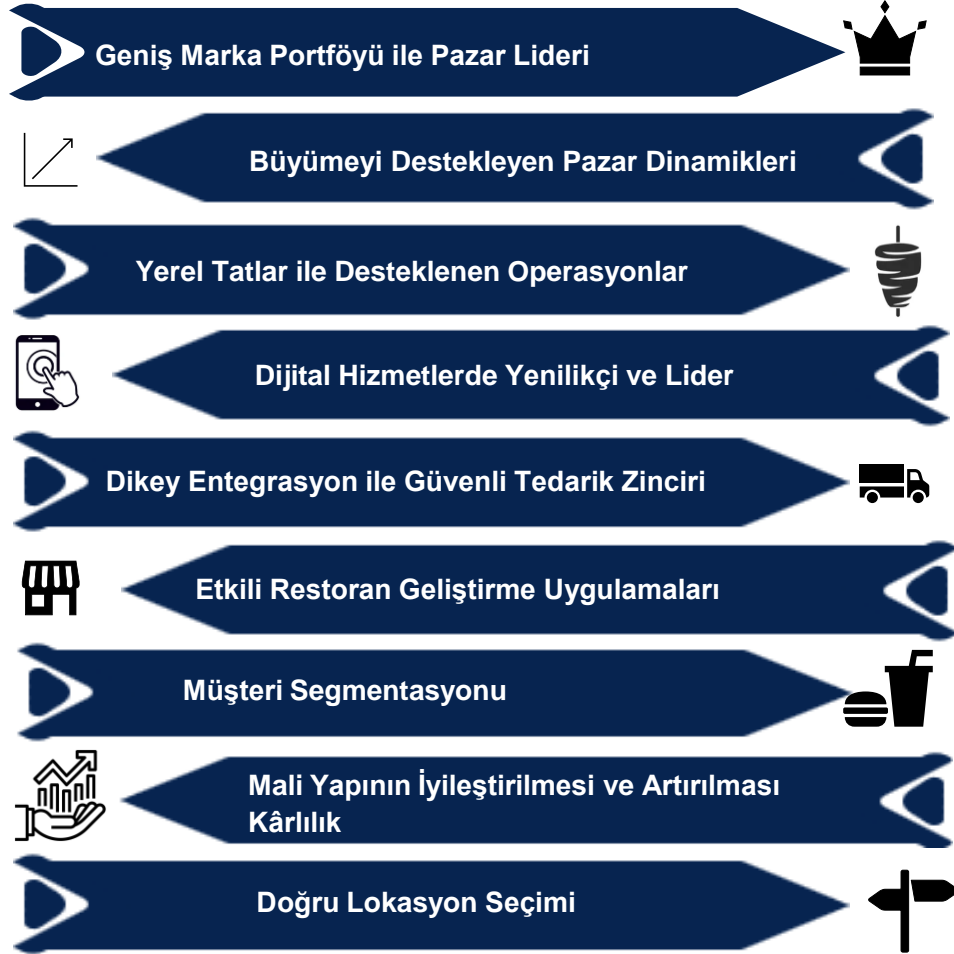 Geniş Marka Portföyü ile Pazar Lideri
Büyümeyi Destekleyen Pazar Dinamikleri
Yerel Tatlar ile Desteklenen Operasyonlar
Dijital Hizmetlerde Yenilikçi ve Lider
Dikey Entegrasyon ile Güvenli Tedarik Zinciri
Etkili Restoran Geliştirme Uygulamaları
Müşteri Segmentasyonu
Mali Yapının İyileştirilmesi ve Artırılması
Kârlılık
Doğru Lokasyon Seçimi